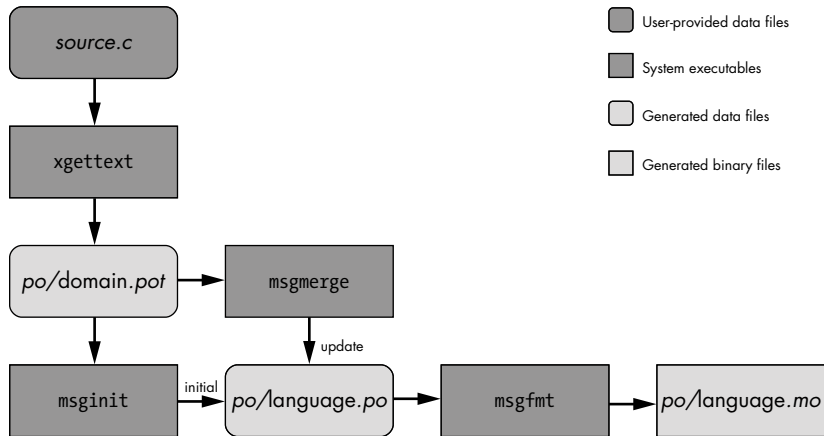 source.c
User-provided data files
System executables
xgettext
Generated data files
Generated binary files
po/domain.pot
msgmerge
update
msginit
initial
po/language.po
msgfmt
po/language.mo